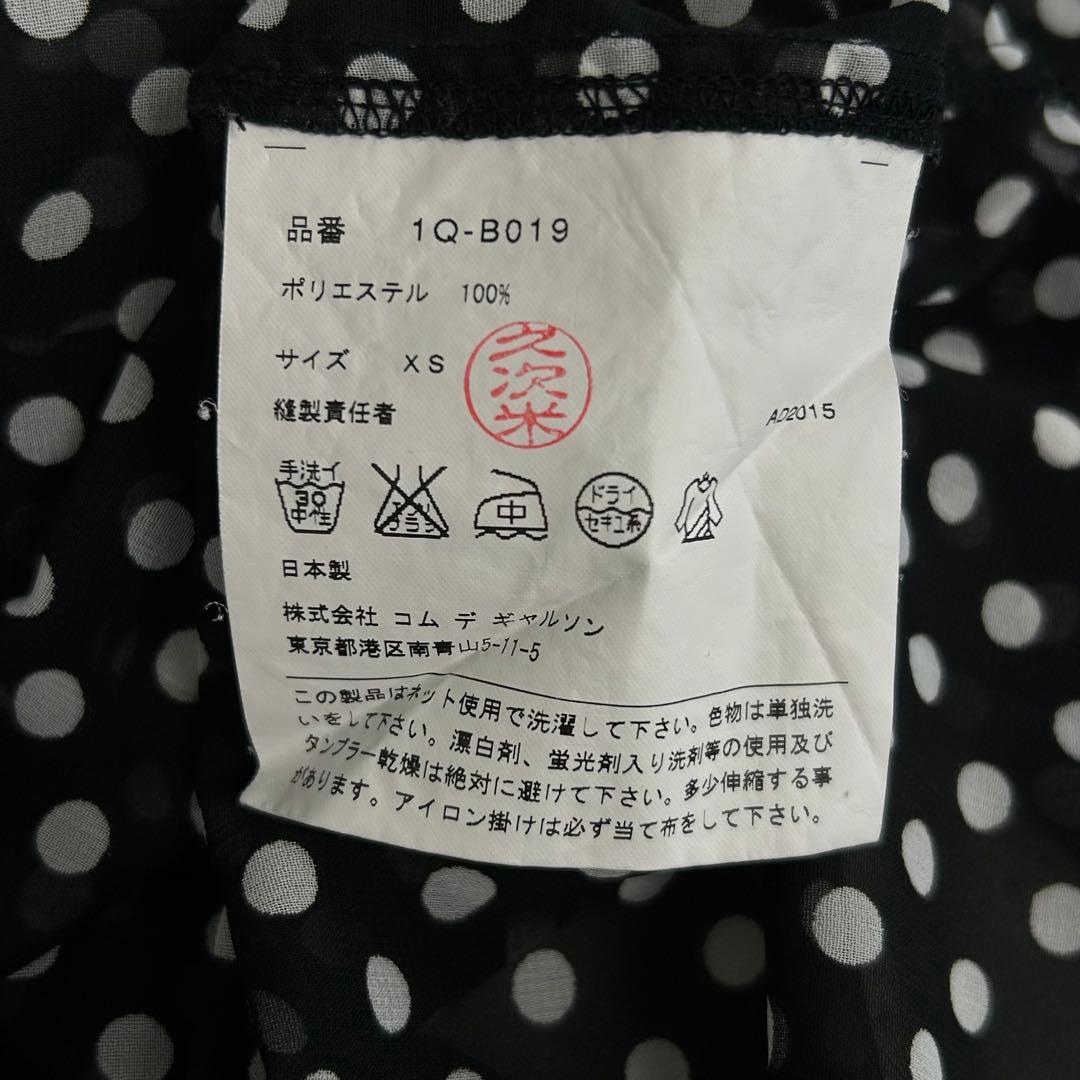 品番 1Q-B019
ポリエステル 100%
サイズ XS
之次米
縫製責任者
AD2015
手洗イ
30
中性
エンソサラシ
中
ドライ
セキユ系
日本製
株式会社 コム デ ギャルソン
東京都港区南青山5-11-5
この製品はネット使用で洗濯して下さい。色物は単独洗
いをして下さい。漂白剤、蛍光剤入り洗剤等の使用及び
タンブラー乾燥は絶対に避けて下さい。多少伸縮する事
があります。アイロン掛けは必ず当て布をして下さい。